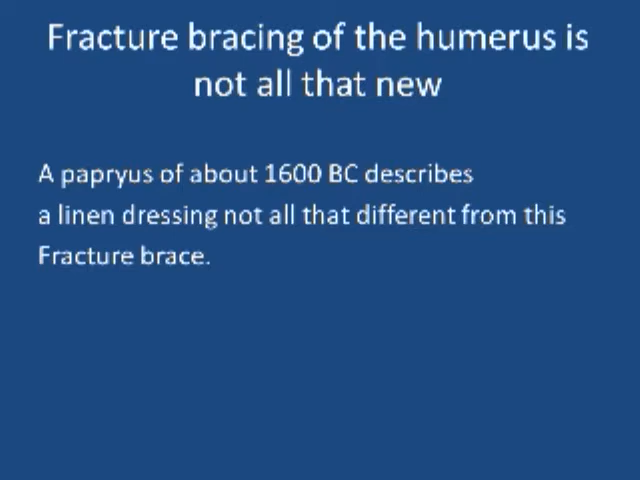 Fracture bracing of the humerus is
not all that new
A papryus of about 1600 BC describes
a linen dressing not all that different from this
Fracture brace.